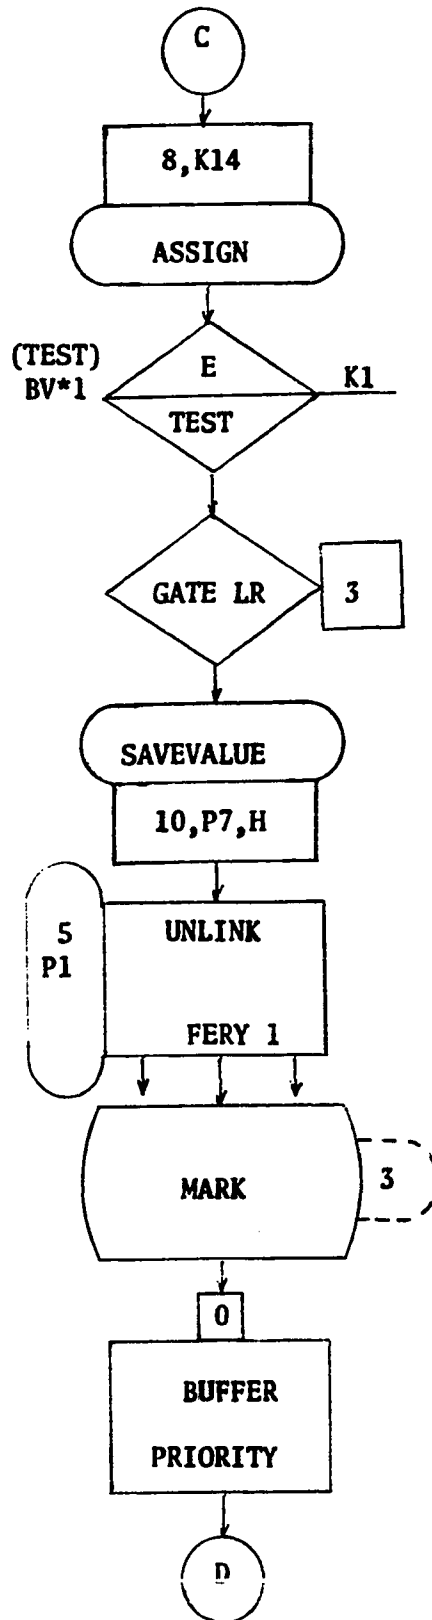 C
8,K14
ASSIGN
(TEST)
BV*1
E
K1
TEST
GATE LR
3
SAVEVALUE
10,P7,H
5
P1
UNLINK
FERY 1
MARK
3
0
BUFFER
PRIORITY
D